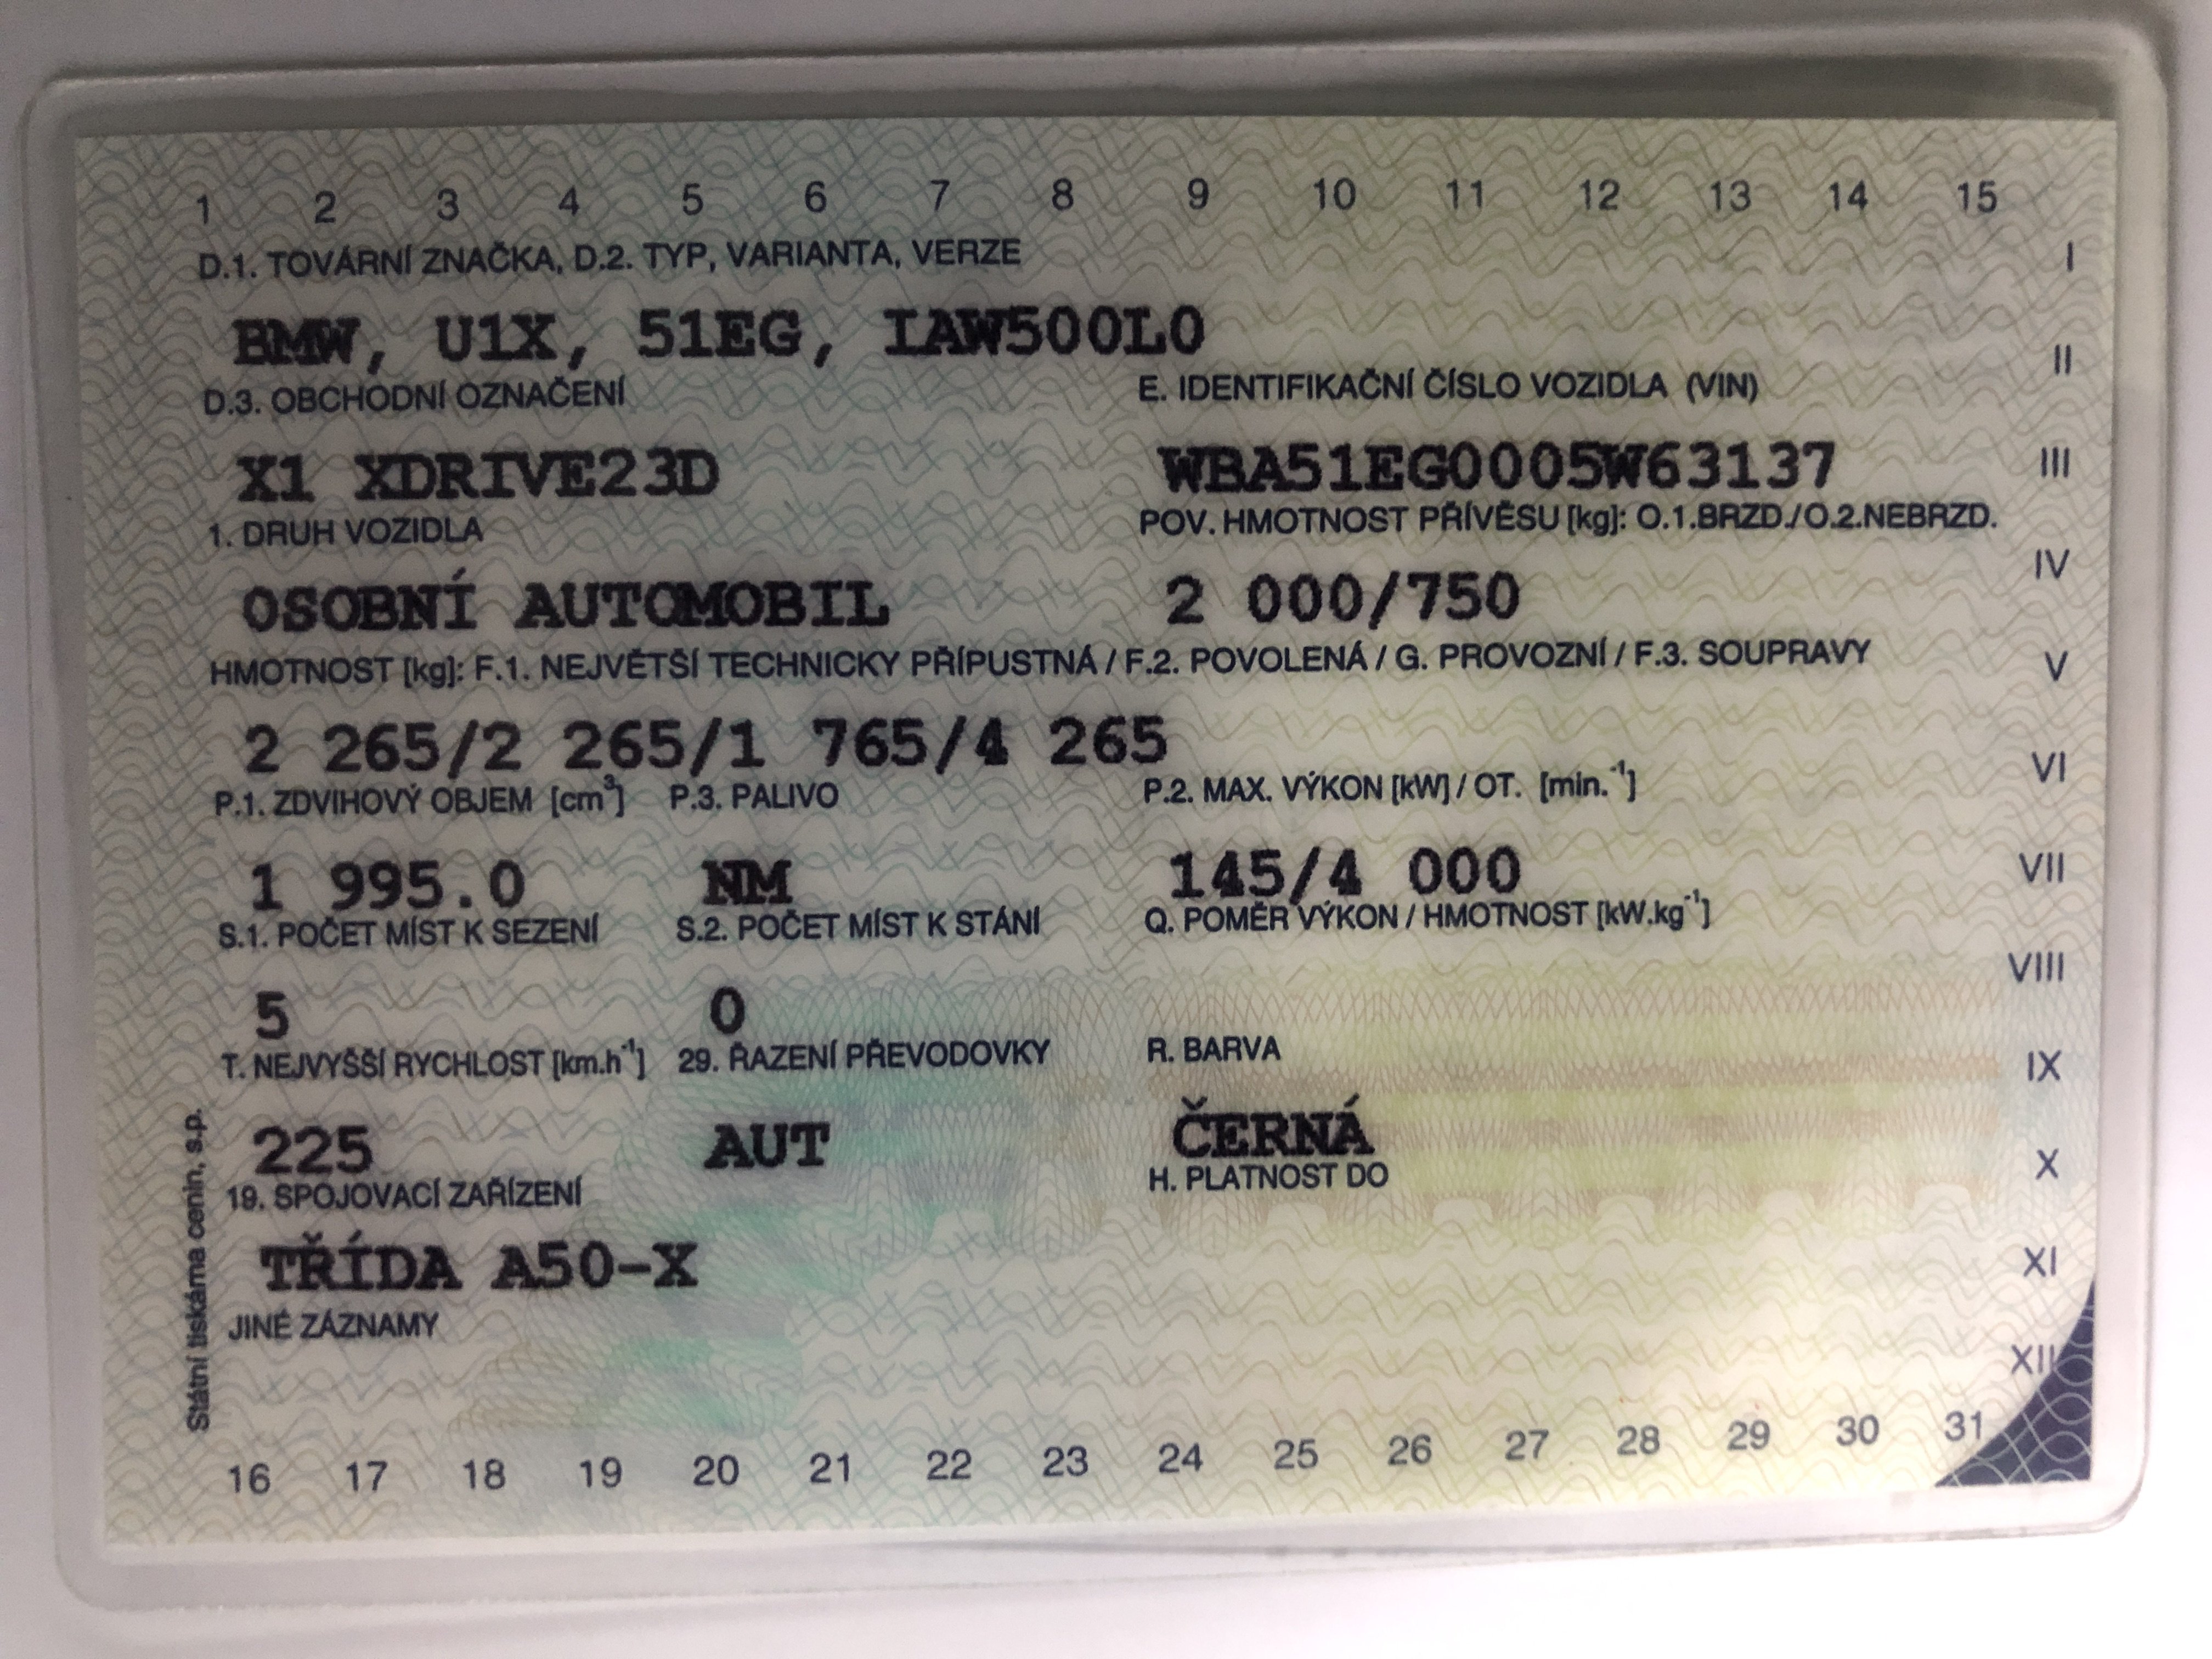 1 2 3 4 5 6 7 8 9 10 11 12 13 14 15
D.1. TOVÁRNÍ ZNAČKA, D.2. TYP, VARIANTA, VERZE I
BMW, U1X, 51EG, IAW500L0
D.3. OBCHODNÍ OZNAČENÍ E. IDENTIFIKAČNÍ ČÍSLO VOZIDLA (VIN) II
X1 XDRIVE23D WBA51EG0005W63137 III
1. DRUH VOZIDLA POV. HMOTNOST PŘÍVĚSU [kg]: O.1.BRZD./O.2.NEBRZD.
OSOBNÍ AUTOMOBIL 2 000/750 IV
HMOTNOST [kg]: F.1. NEJVĚTŠÍ TECHNICKY PŘÍPUSTNÁ / F.2. POVOLENÁ / G. PROVOZNÍ / F.3. SOUPRAVY V
2 265/2 265/1 765/4 265 VI
P.1. ZDVIHOVÝ OBJEM [cm³] P.3. PALIVO P.2. MAX. VÝKON [kW] / OT. [min.⁻¹]
1 995.0 NM 145/4 000 VII
S.1. POČET MÍST K SEZENÍ S.2. POČET MÍST K STÁNÍ Q. POMĚR VÝKON / HMOTNOST [kW.kg⁻¹]
5 0 VIII
T. NEJVYŠŠÍ RYCHLOST [km.h⁻¹] 29. ŘAZENÍ PŘEVODOVKY R. BARVA IX
225 AUT ČERNÁ
19. SPOJOVACÍ ZAŘÍZENÍ H. PLATNOST DO X
TŘÍDA A50-X XI
JINÉ ZÁZNAMY XII
Státní tiskárna cenin, s.p.
16 17 18 19 20 21 22 23 24 25 26 27 28 29 30 31